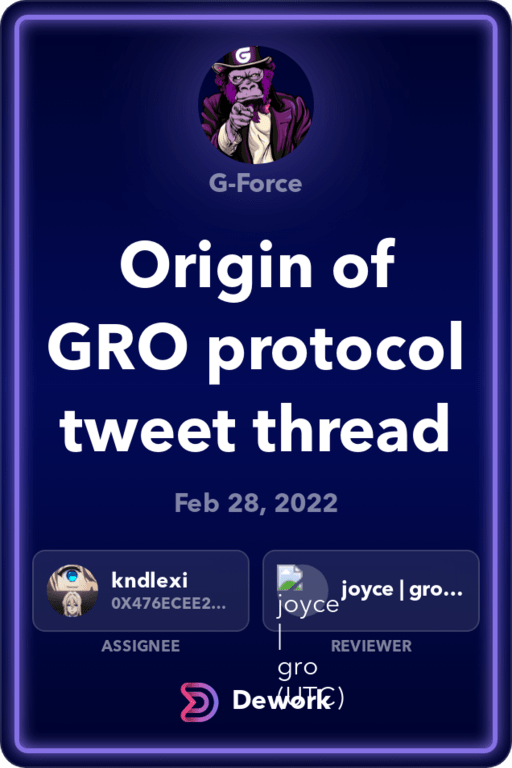 G
G-Force
Origin of
GRO protocol
tweet thread
Feb 28, 2022
kndlexi
0X476ECEE2...
ASSIGNEE
joyce | gro...
joyce
|
gro
(UTC)
REVIEWER
Dework